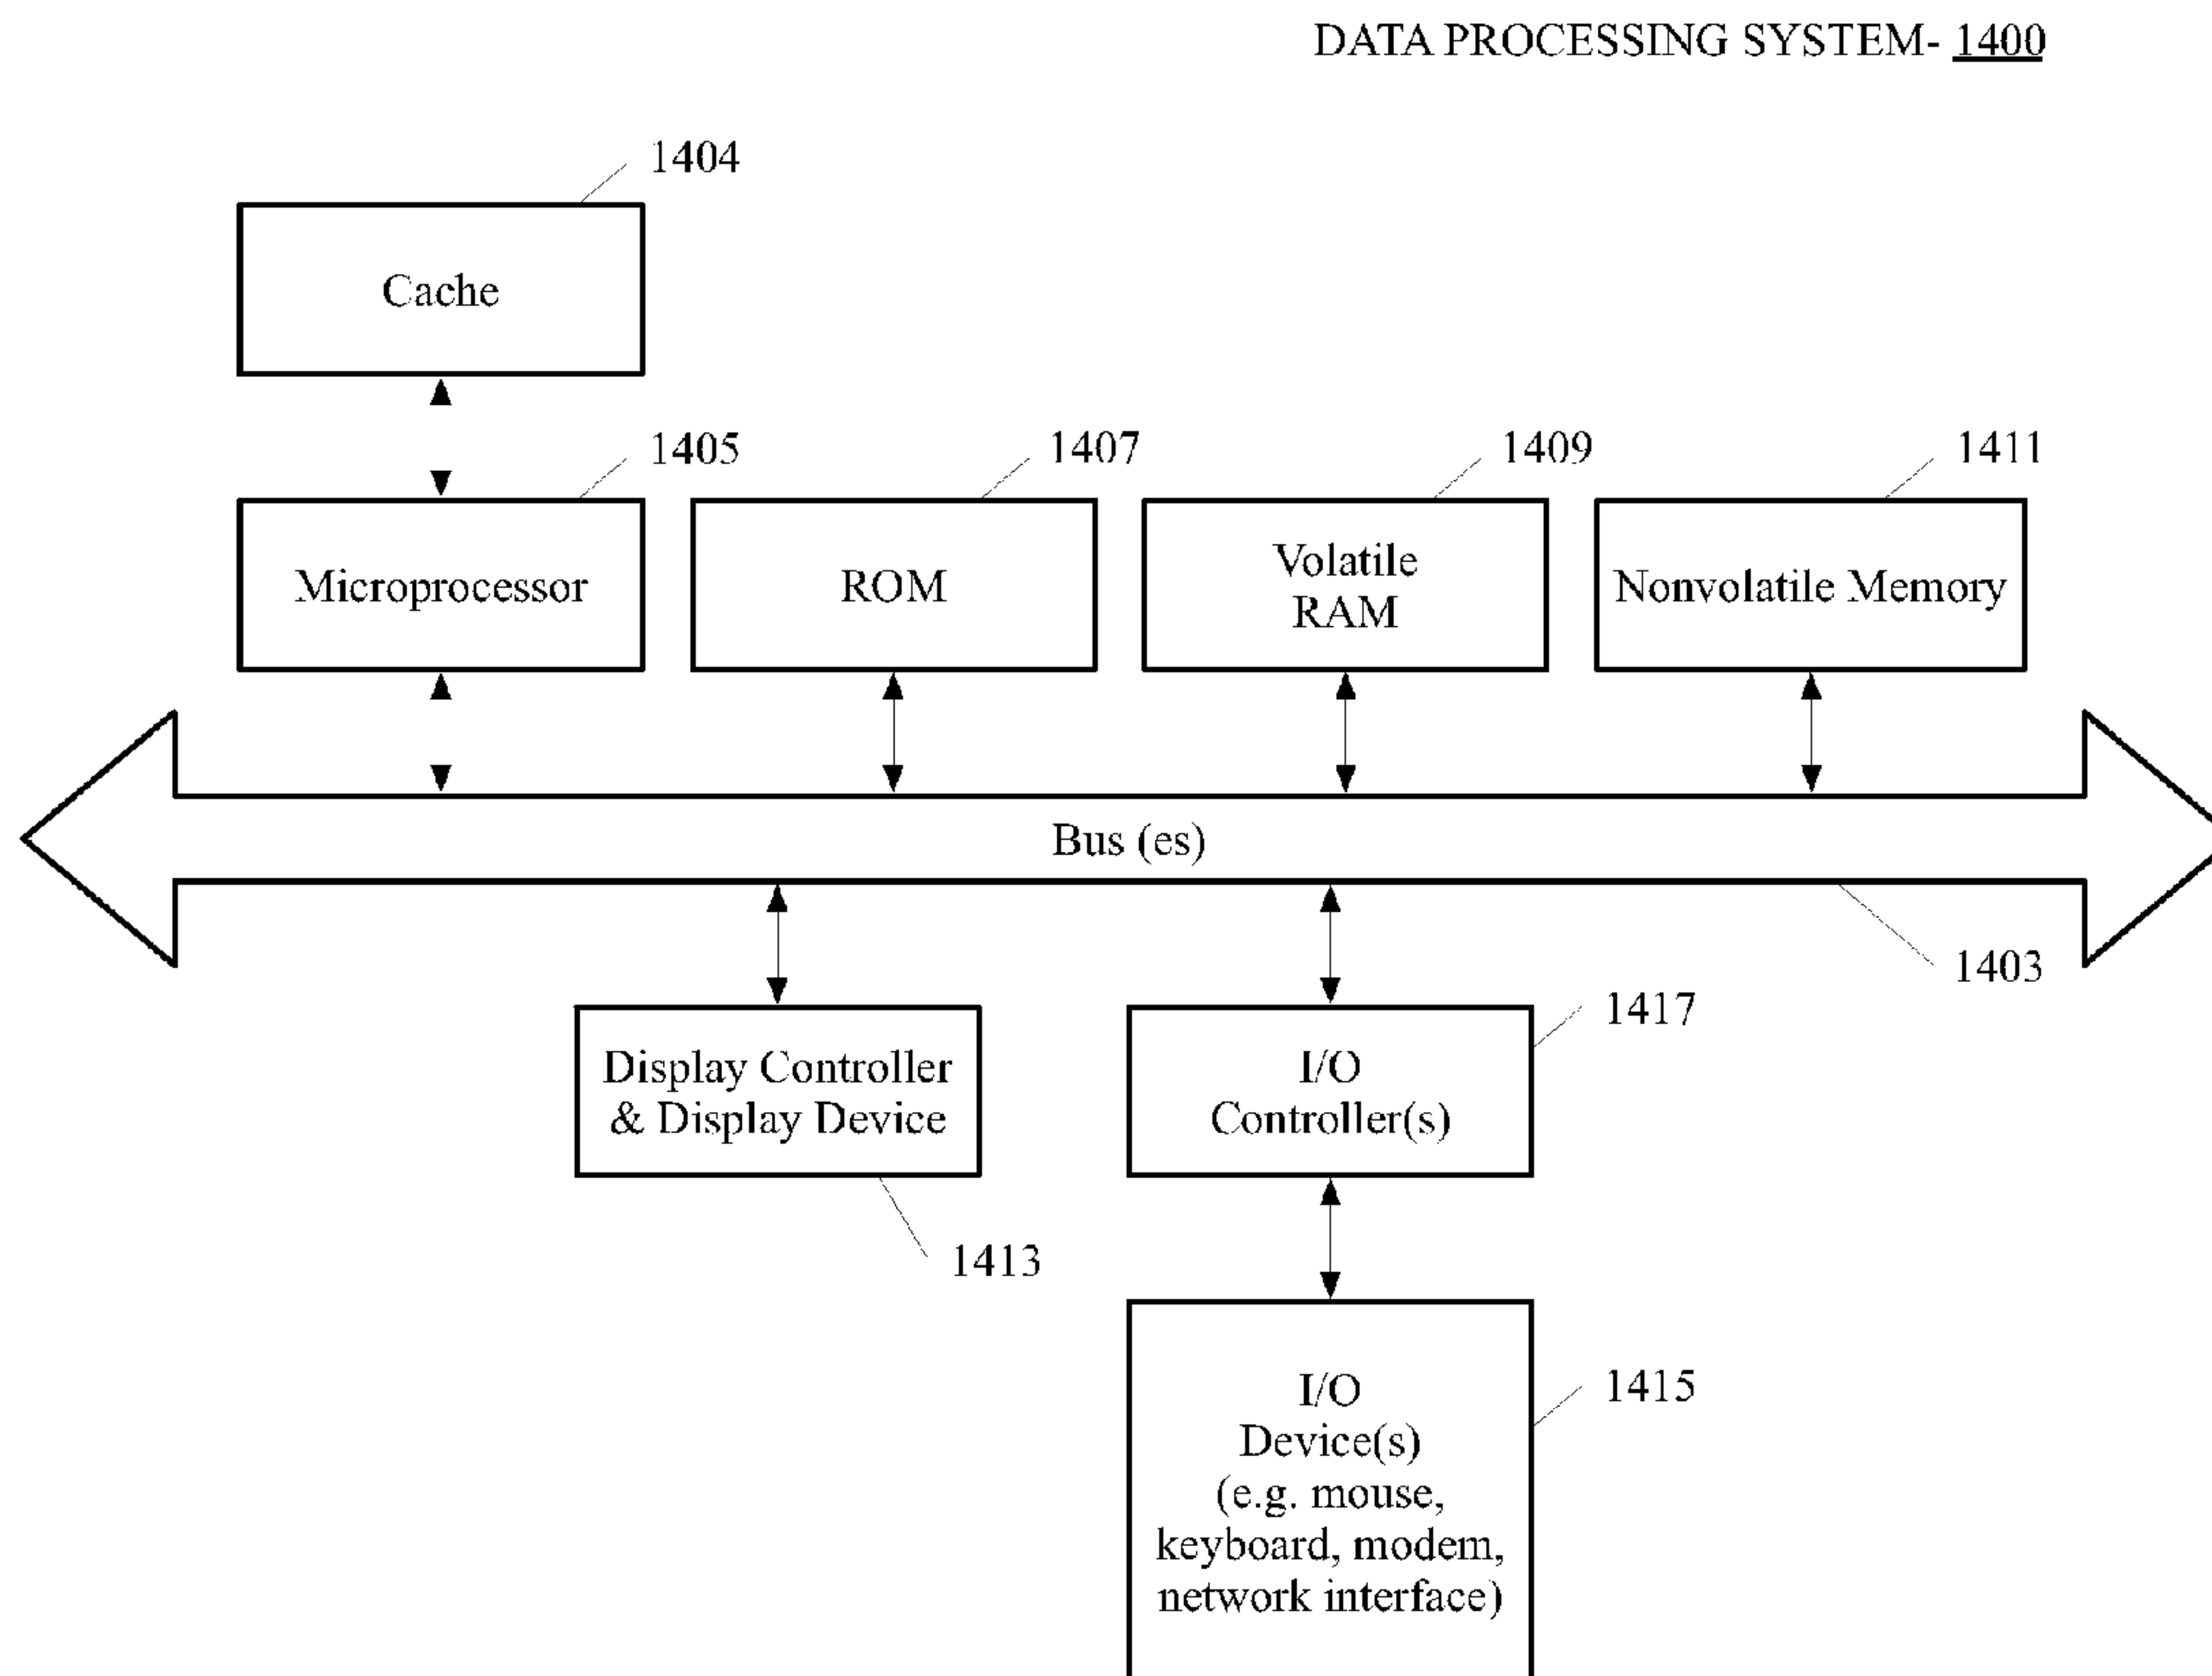 DATA PROCESSING SYSTEM- 1400
1404
Cache
1405
1407
1409
1411
Microprocessor
ROM
Volatile
RAM
Nonvolatile Memory
Bus (es)
1403
1417
Display Controller
& Display Device
I/O
Controller(s)
1413
1415
I/O
Device(s)
(e.g. mouse,
keyboard, modem,
network interface)